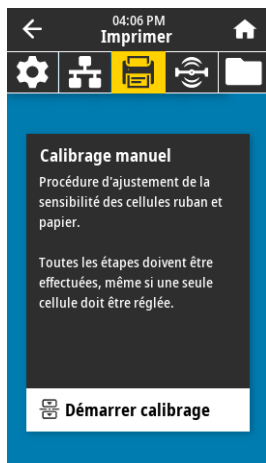 04:06 PM
Imprimer
Calibrage manuel
Procédure d'ajustement de la
sensibilité des cellules ruban et
papier.
Toutes les étapes doivent être
effectuées, même si une seule
cellule doit être réglée.
Démarrer calibrage